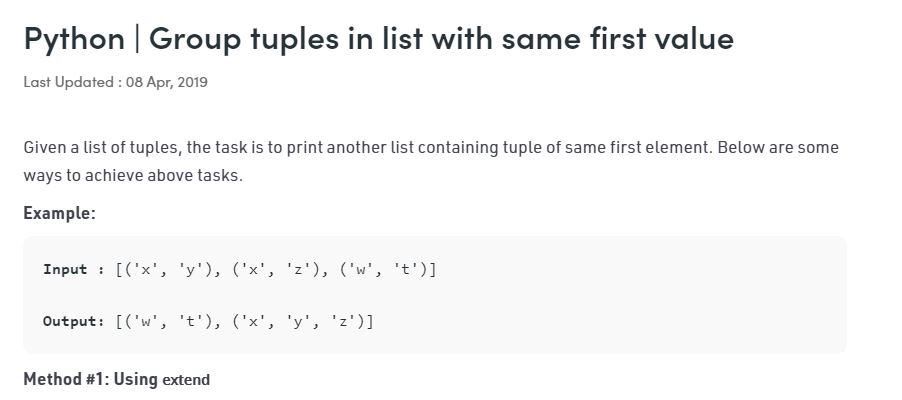 Python | Group tuples in list with same first value
Last Updated : 08 Apr, 2019
Given a list of tuples, the task is to print another list containing tuple of same first element. Below are some
ways to achieve above tasks.
Example:
Input : [('x', 'y'), ('x', 'z'), ('w', 't')]
Output: [('w', 't'), ('x', 'y', 'z')]
Method #1: Using extend